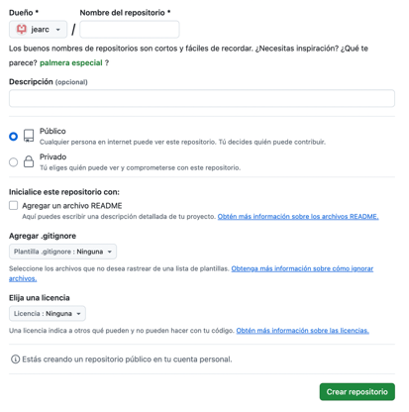 Dueño * Nombre del repositorio *
jearc /
Los buenos nombres de repositorios son cortos y fáciles de recordar. ¿Necesitas inspiración? ¿Qué te
parece? palmera especial ?
Descripción (opcional)
Público
Cualquier persona en internet puede ver este repositorio. Tú decides quién puede contribuir.
Privado
Tú eliges quién puede ver y comprometerse con este repositorio.
Inicialice este repositorio con:
Agregar un archivo README
Aquí puedes escribir una descripción detallada de tu proyecto. Obtén más información sobre los archivos README.
Agregar .gitignore
Plantilla .gitignore : Ninguna
Seleccione los archivos que no desea rastrear de una lista de plantillas. Obtenga más información sobre cómo ignorar
archivos.
Elija una licencia
Licencia : Ninguna
Una licencia indica a otros qué pueden y no pueden hacer con tu código. Obtén más información sobre las licencias.
Estás creando un repositorio público en tu cuenta personal.
Crear repositorio